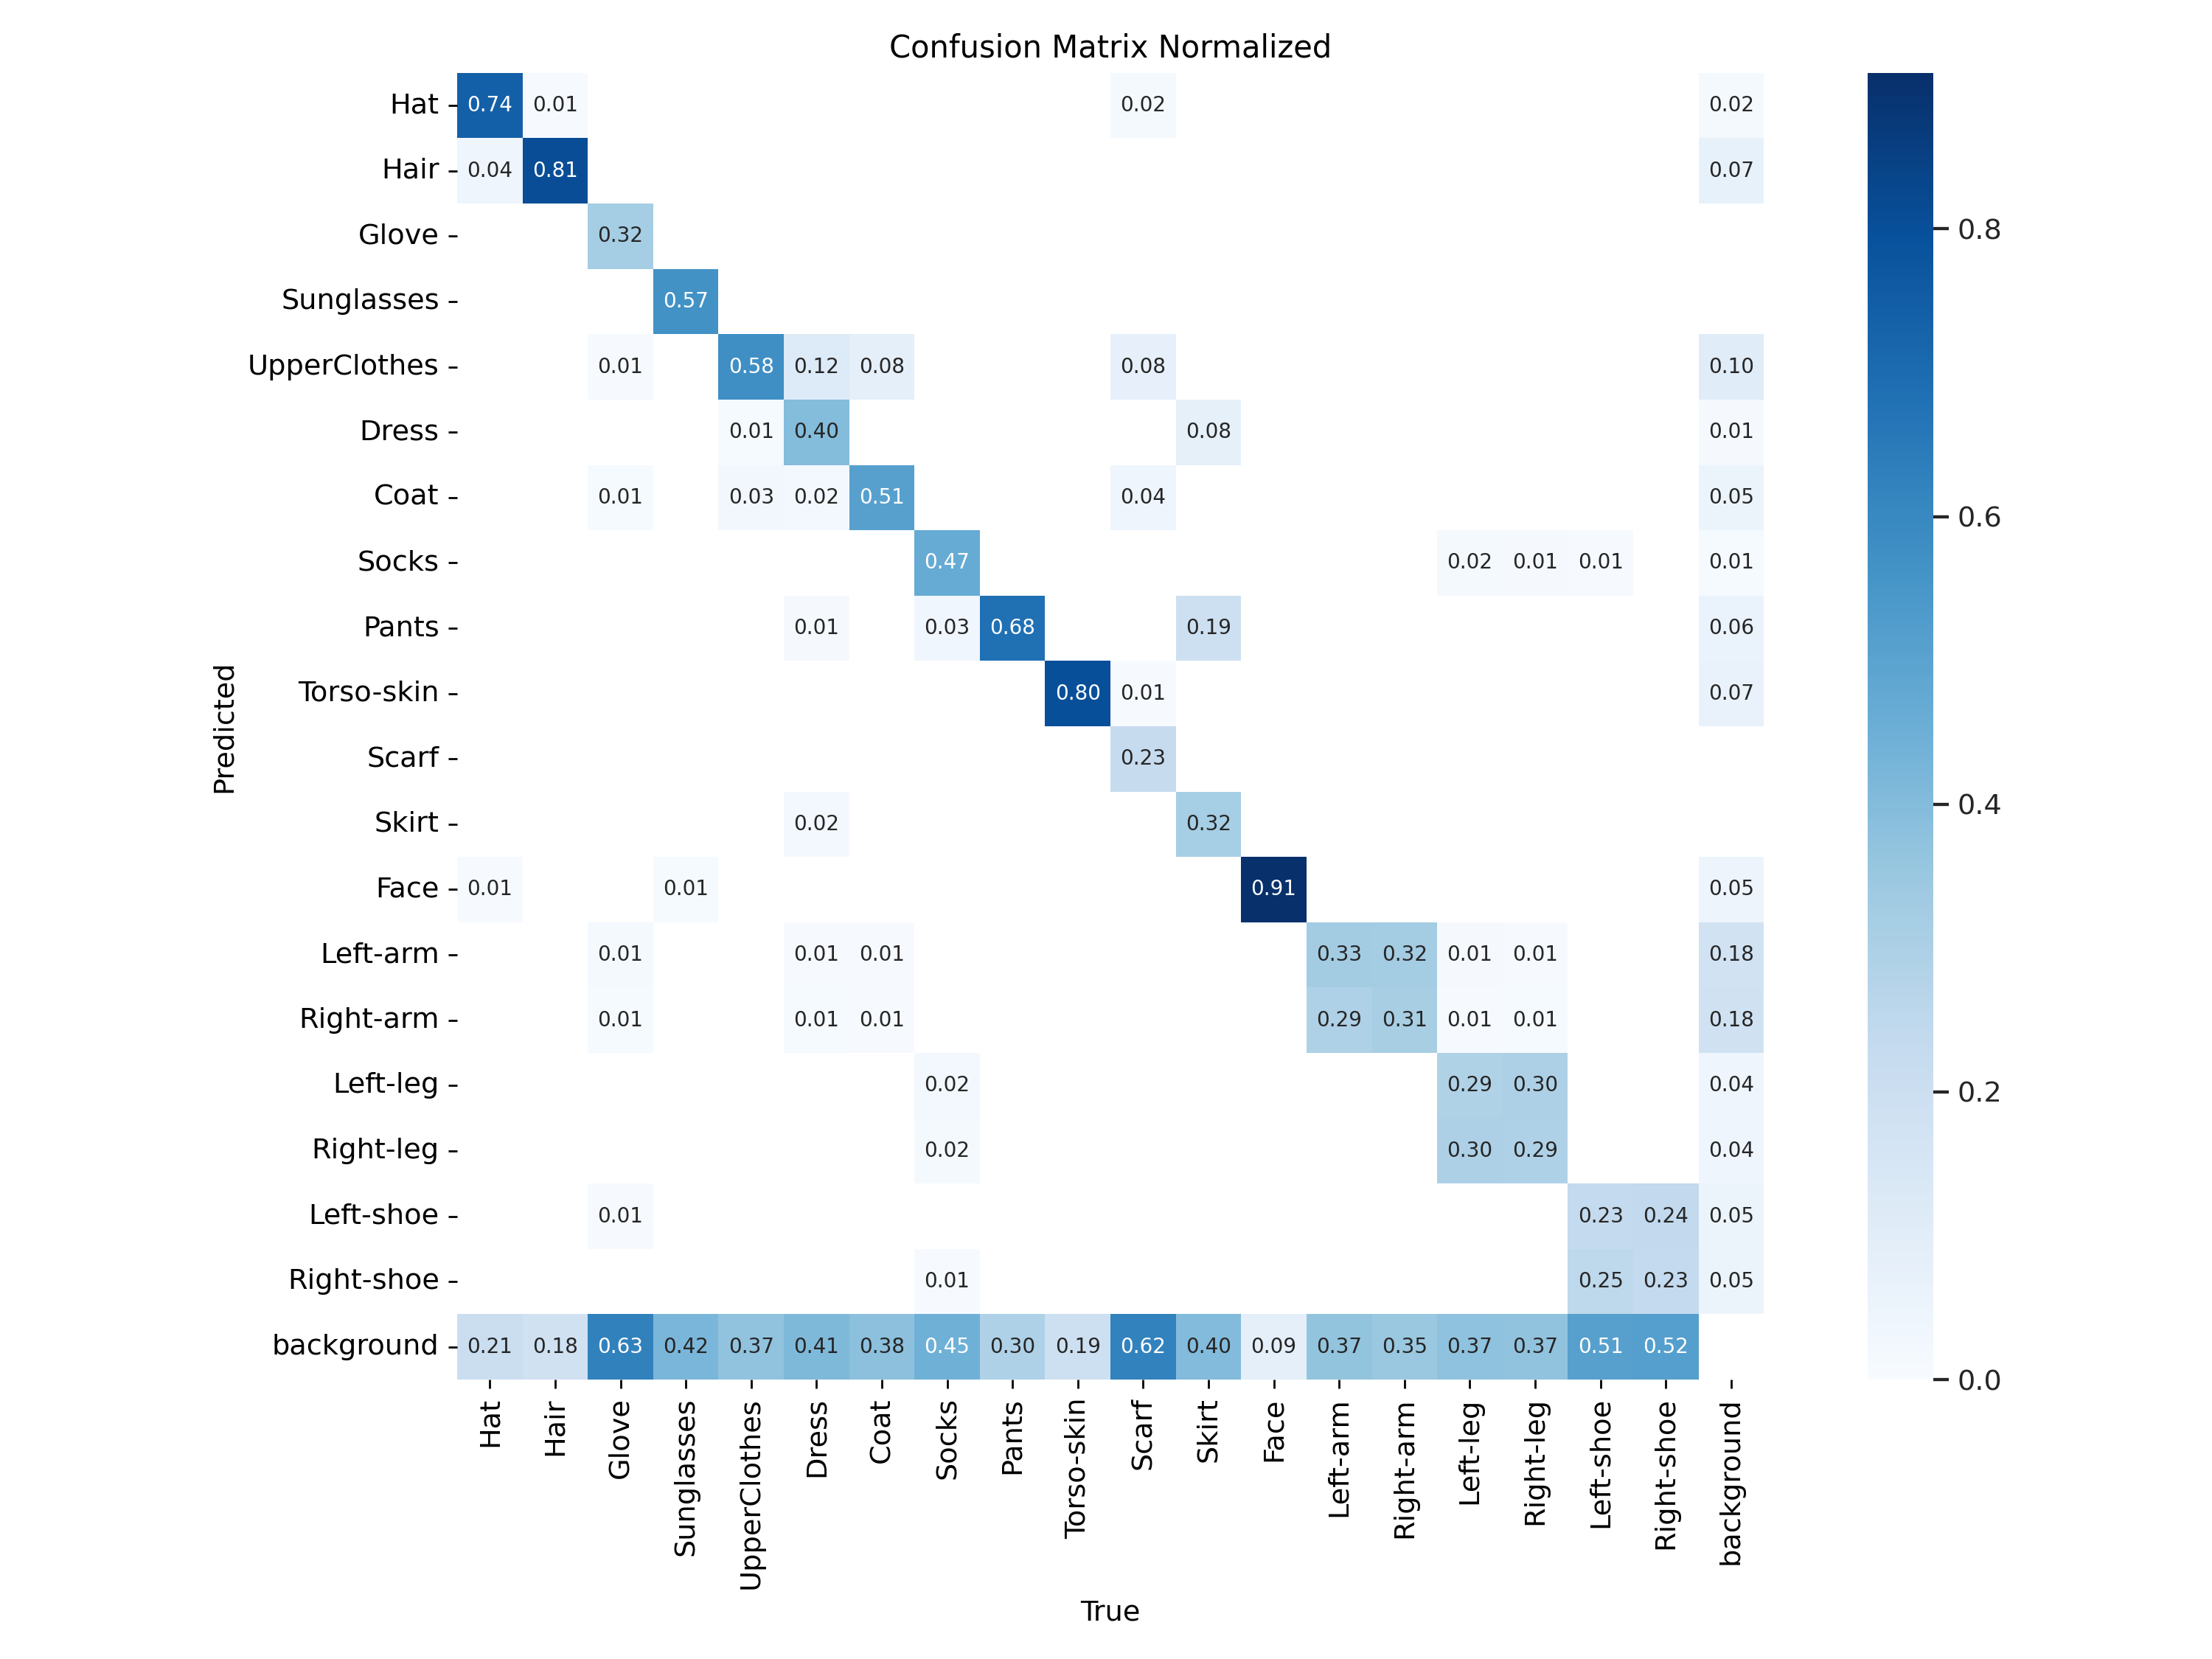 Confusion Matrix Normalized
Hat 0.74 0.01 0.02 0.02
Hair 0.04 0.81 0.07
Glove 0.32
Sunglasses 0.57
UpperClothes 0.01 0.58 0.12 0.08 0.08 0.10
Dress 0.01 0.40 0.08 0.01
Coat 0.01 0.03 0.02 0.51 0.04 0.05
Socks 0.47 0.02 0.01 0.01 0.01
Pants 0.01 0.03 0.68 0.19 0.06
Torso-skin 0.80 0.01 0.07
Scarf 0.23
Skirt 0.02 0.32
Face 0.01 0.01 0.91 0.05
Left-arm 0.01 0.01 0.01 0.33 0.32 0.01 0.01 0.18
Right-arm 0.01 0.01 0.01 0.29 0.31 0.01 0.01 0.18
Left-leg 0.02 0.29 0.30 0.04
Right-leg 0.02 0.30 0.29 0.04
Left-shoe 0.01 0.23 0.24 0.05
Right-shoe 0.01 0.25 0.23 0.05
background 0.21 0.18 0.63 0.42 0.37 0.41 0.38 0.45 0.30 0.19 0.62 0.40 0.09 0.37 0.35 0.37 0.37 0.51 0.52
Hat Hair Glove Sunglasses UpperClothes Dress Coat Socks Pants Torso-skin Scarf Skirt Face Left-arm Right-arm Left-leg Right-leg Left-shoe Right-shoe background
True
Predicted
0.8
0.6
0.4
0.2
0.0